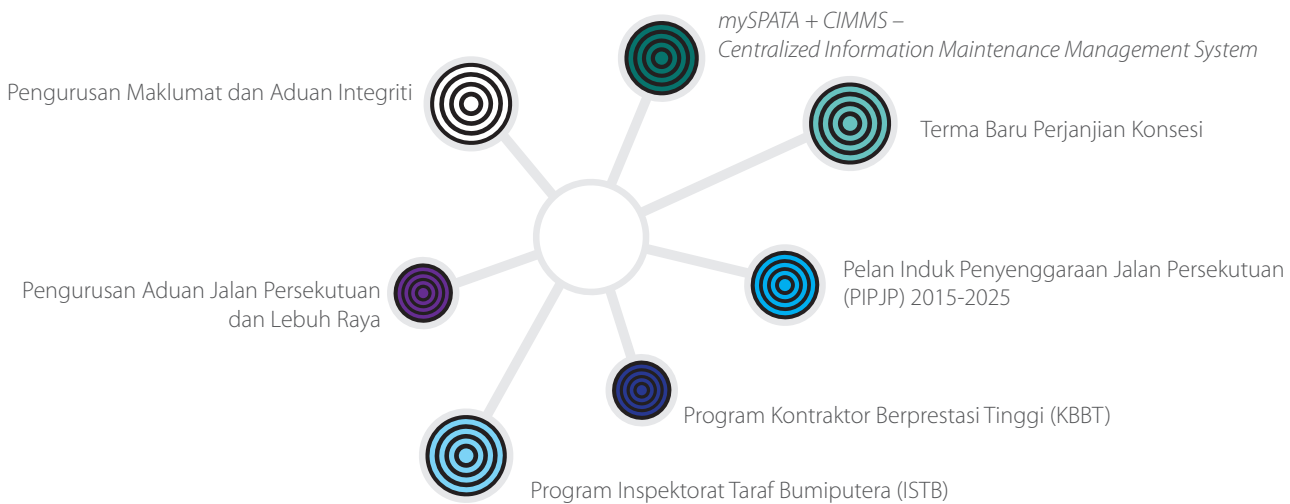 mySPATA + CIMMS –
Centralized Information Maintenance Management System
Pengurusan Maklumat dan Aduan Integriti
Terma Baru Perjanjian Konsesi
Pelan Induk Penyenggaraan Jalan Persekutuan
(PIPJP) 2015-2025
Pengurusan Aduan Jalan Persekutuan
dan Lebuh Raya
Program Kontraktor Berprestasi Tinggi (KBBT)
Program Inspektorat Taraf Bumiputera (ISTB)